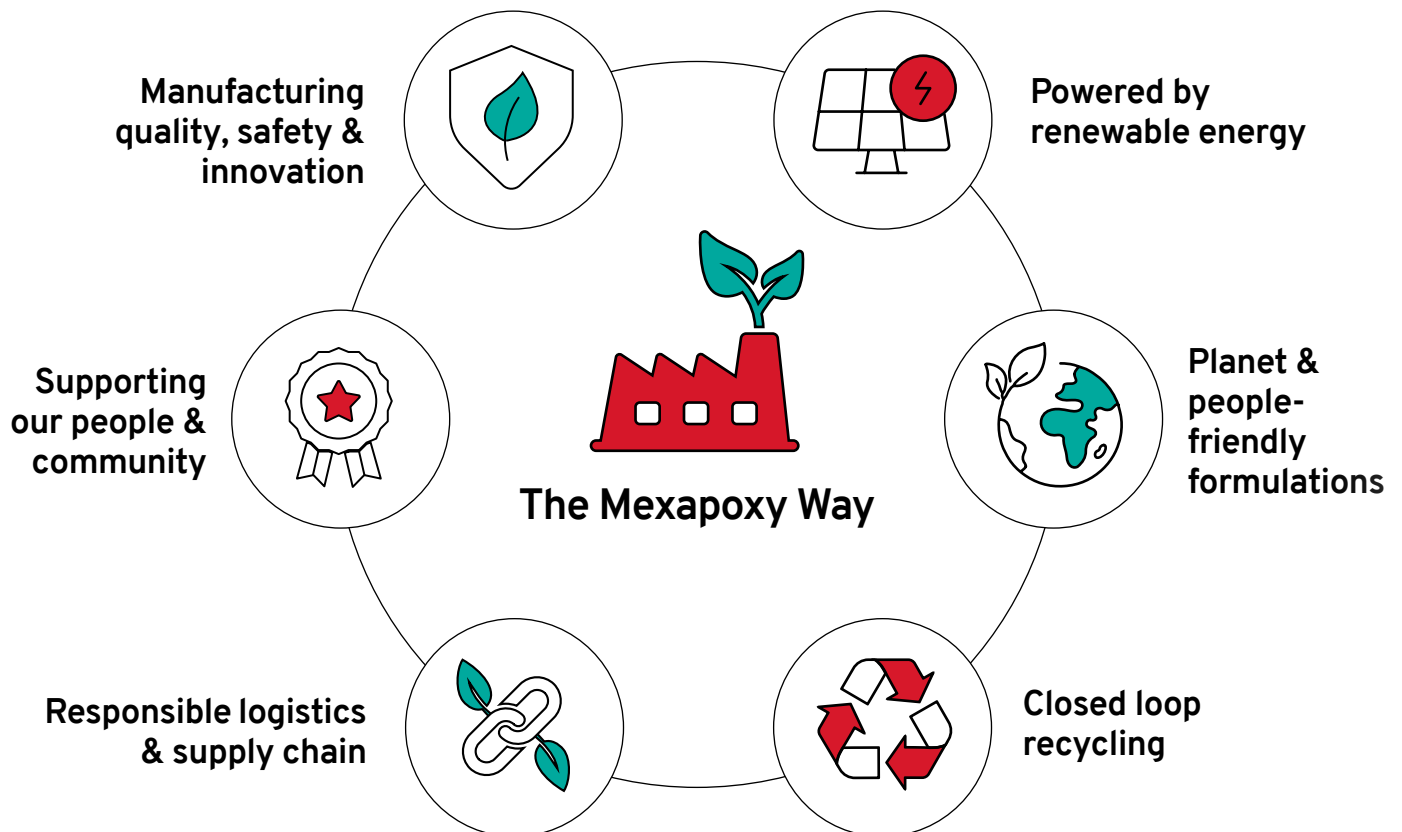 Manufacturing
quality, safety &
innovation
Powered by
renewable energy
Supporting
our people &
community
The Mexapoxy Way
Planet &
people-
friendly
formulations
Responsible logistics
& supply chain
Closed loop
recycling